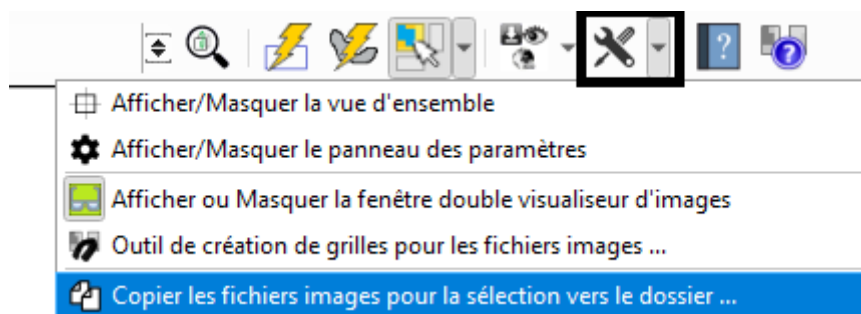 Afficher/Masquer la vue d'ensemble
Afficher/Masquer le panneau des paramètres
Afficher ou Masquer la fenêtre double visualiseur d'images
Outil de création de grilles pour les fichiers images ...
Copier les fichiers images pour la sélection vers le dossier ...